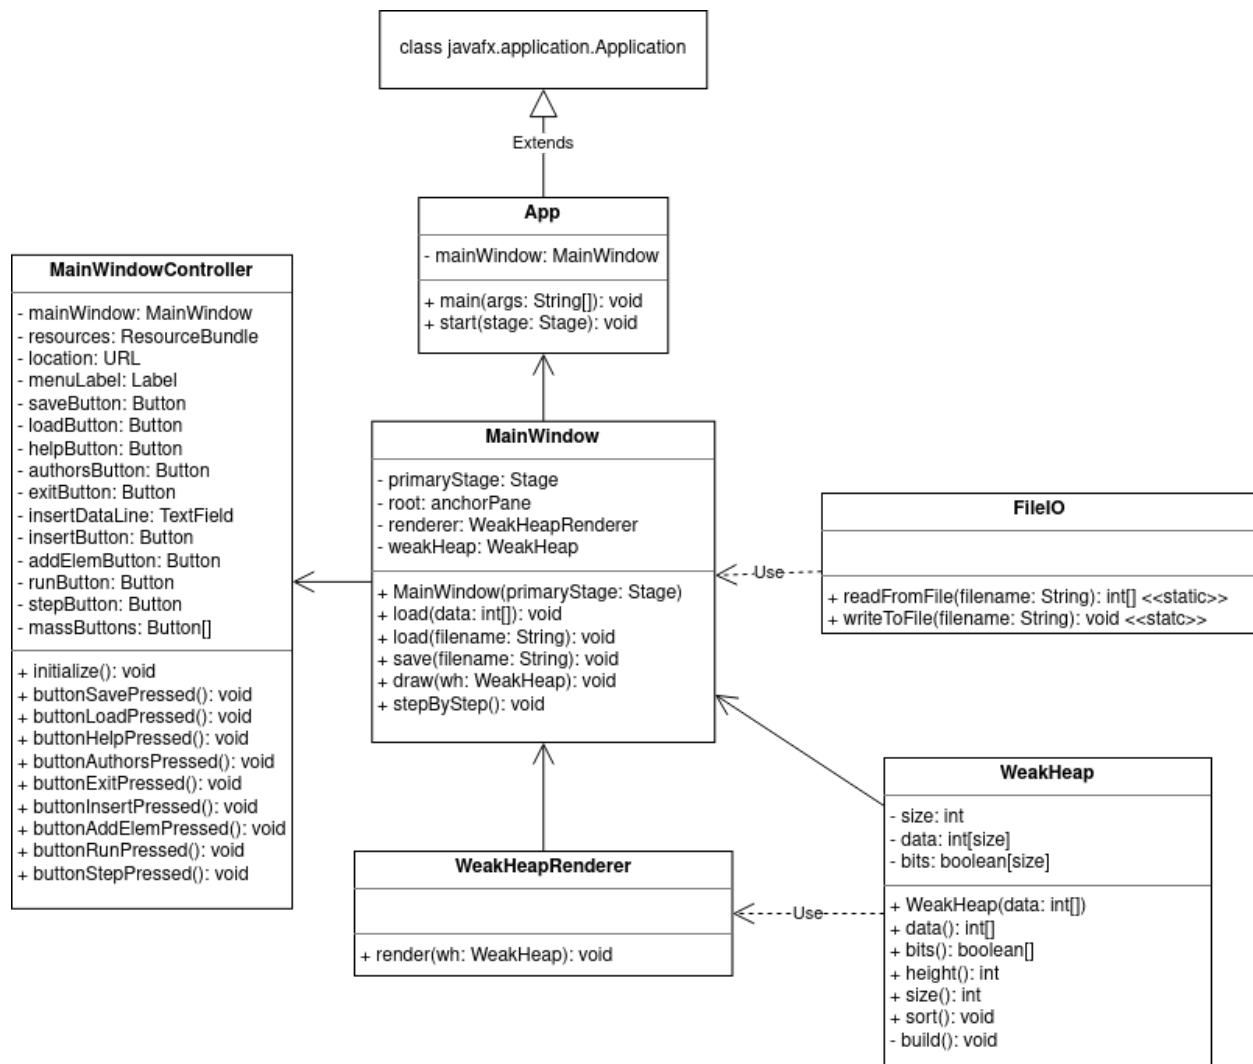 class javafx.application.Application
Extends
App
- mainWindow: MainWindow
+ main(args: String[]): void
+ start(stage: Stage): void
MainWindowController
- mainWindow: MainWindow
- resources: ResourceBundle
- location: URL
- menuLabel: Label
- saveButton: Button
- loadButton: Button
- helpButton: Button
- authorsButton: Button
- exitButton: Button
- insertDataLine: TextField
- insertButton: Button
- addElemButton: Button
- runButton: Button
- stepButton: Button
- massButtons: Button[]
+ initialize(): void
+ buttonSavePressed(): void
+ buttonLoadPressed(): void
+ buttonHelpPressed(): void
+ buttonAuthorsPressed(): void
+ buttonExitPressed(): void
+ buttonInsertPressed(): void
+ buttonAddElemPressed(): void
+ buttonRunPressed(): void
+ buttonStepPressed(): void
MainWindow
- primaryStage: Stage
- root: anchorPane
- renderer: WeakHeapRenderer
- weakHeap: WeakHeap
+ MainWindow(primaryStage: Stage)
+ load(data: int[]): void
+ load(filename: String): void
+ save(filename: String): void
+ draw(wh: WeakHeap): void
+ stepByStep(): void
Use
FileIO
+ readFromFile(filename: String): int[] <<static>>
+ writeToFile(filename: String): void <<statc>>
WeakHeapRenderer
+ render(wh: WeakHeap): void
Use
WeakHeap
- size: int
- data: int[size]
- bits: boolean[size]
+ WeakHeap(data: int[])
+ data(): int[]
+ bits(): boolean[]
+ height(): int
+ size(): int
+ sort(): void
- build(): void